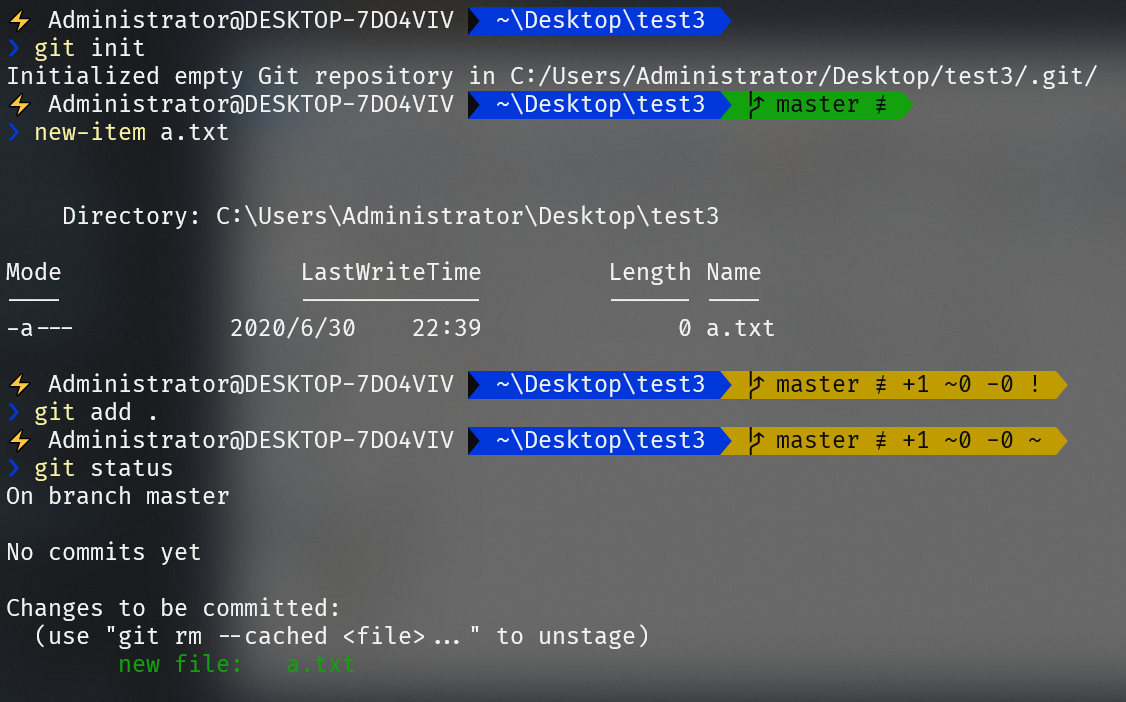 ⚡ Administrator@DESKTOP-7DO4VIV ~\Desktop\test3
❯ git init
Initialized empty Git repository in C:/Users/Administrator/Desktop/test3/.git/
⚡ Administrator@DESKTOP-7DO4VIV ~\Desktop\test3 master ≢
❯ new-item a.txt
Directory: C:\Users\Administrator\Desktop\test3
Mode LastWriteTime Length Name
---- ------------- ------ ----
-a--- 2020/6/30 22:39 0 a.txt
⚡ Administrator@DESKTOP-7DO4VIV ~\Desktop\test3 master ≢ +1 ~0 -0 !
❯ git add .
⚡ Administrator@DESKTOP-7DO4VIV ~\Desktop\test3 master ≢ +1 ~0 -0 ~
❯ git status
On branch master
No commits yet
Changes to be committed:
(use "git rm --cached <file>..." to unstage)
new file: a.txt